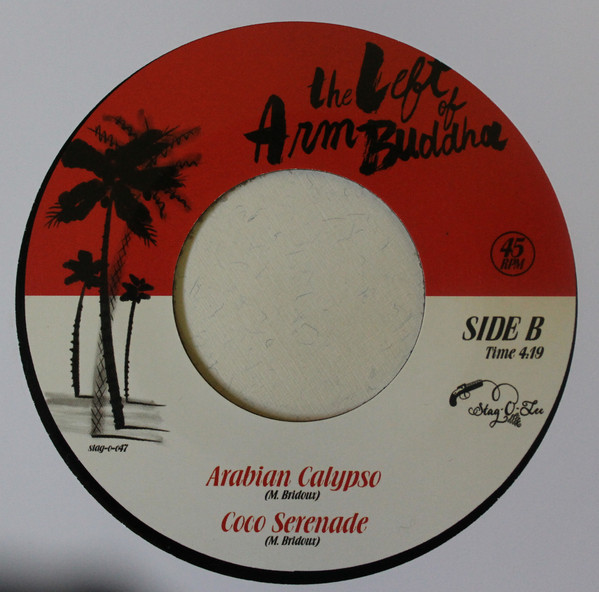 the Left
Arm of
Buddha
45
RPM
SIDE B
Time 4.19
Stag-O-Lee
stag-o-047
Arabian Calypso
(M. Bridoux)
Coco Serenade
(M. Bridoux)